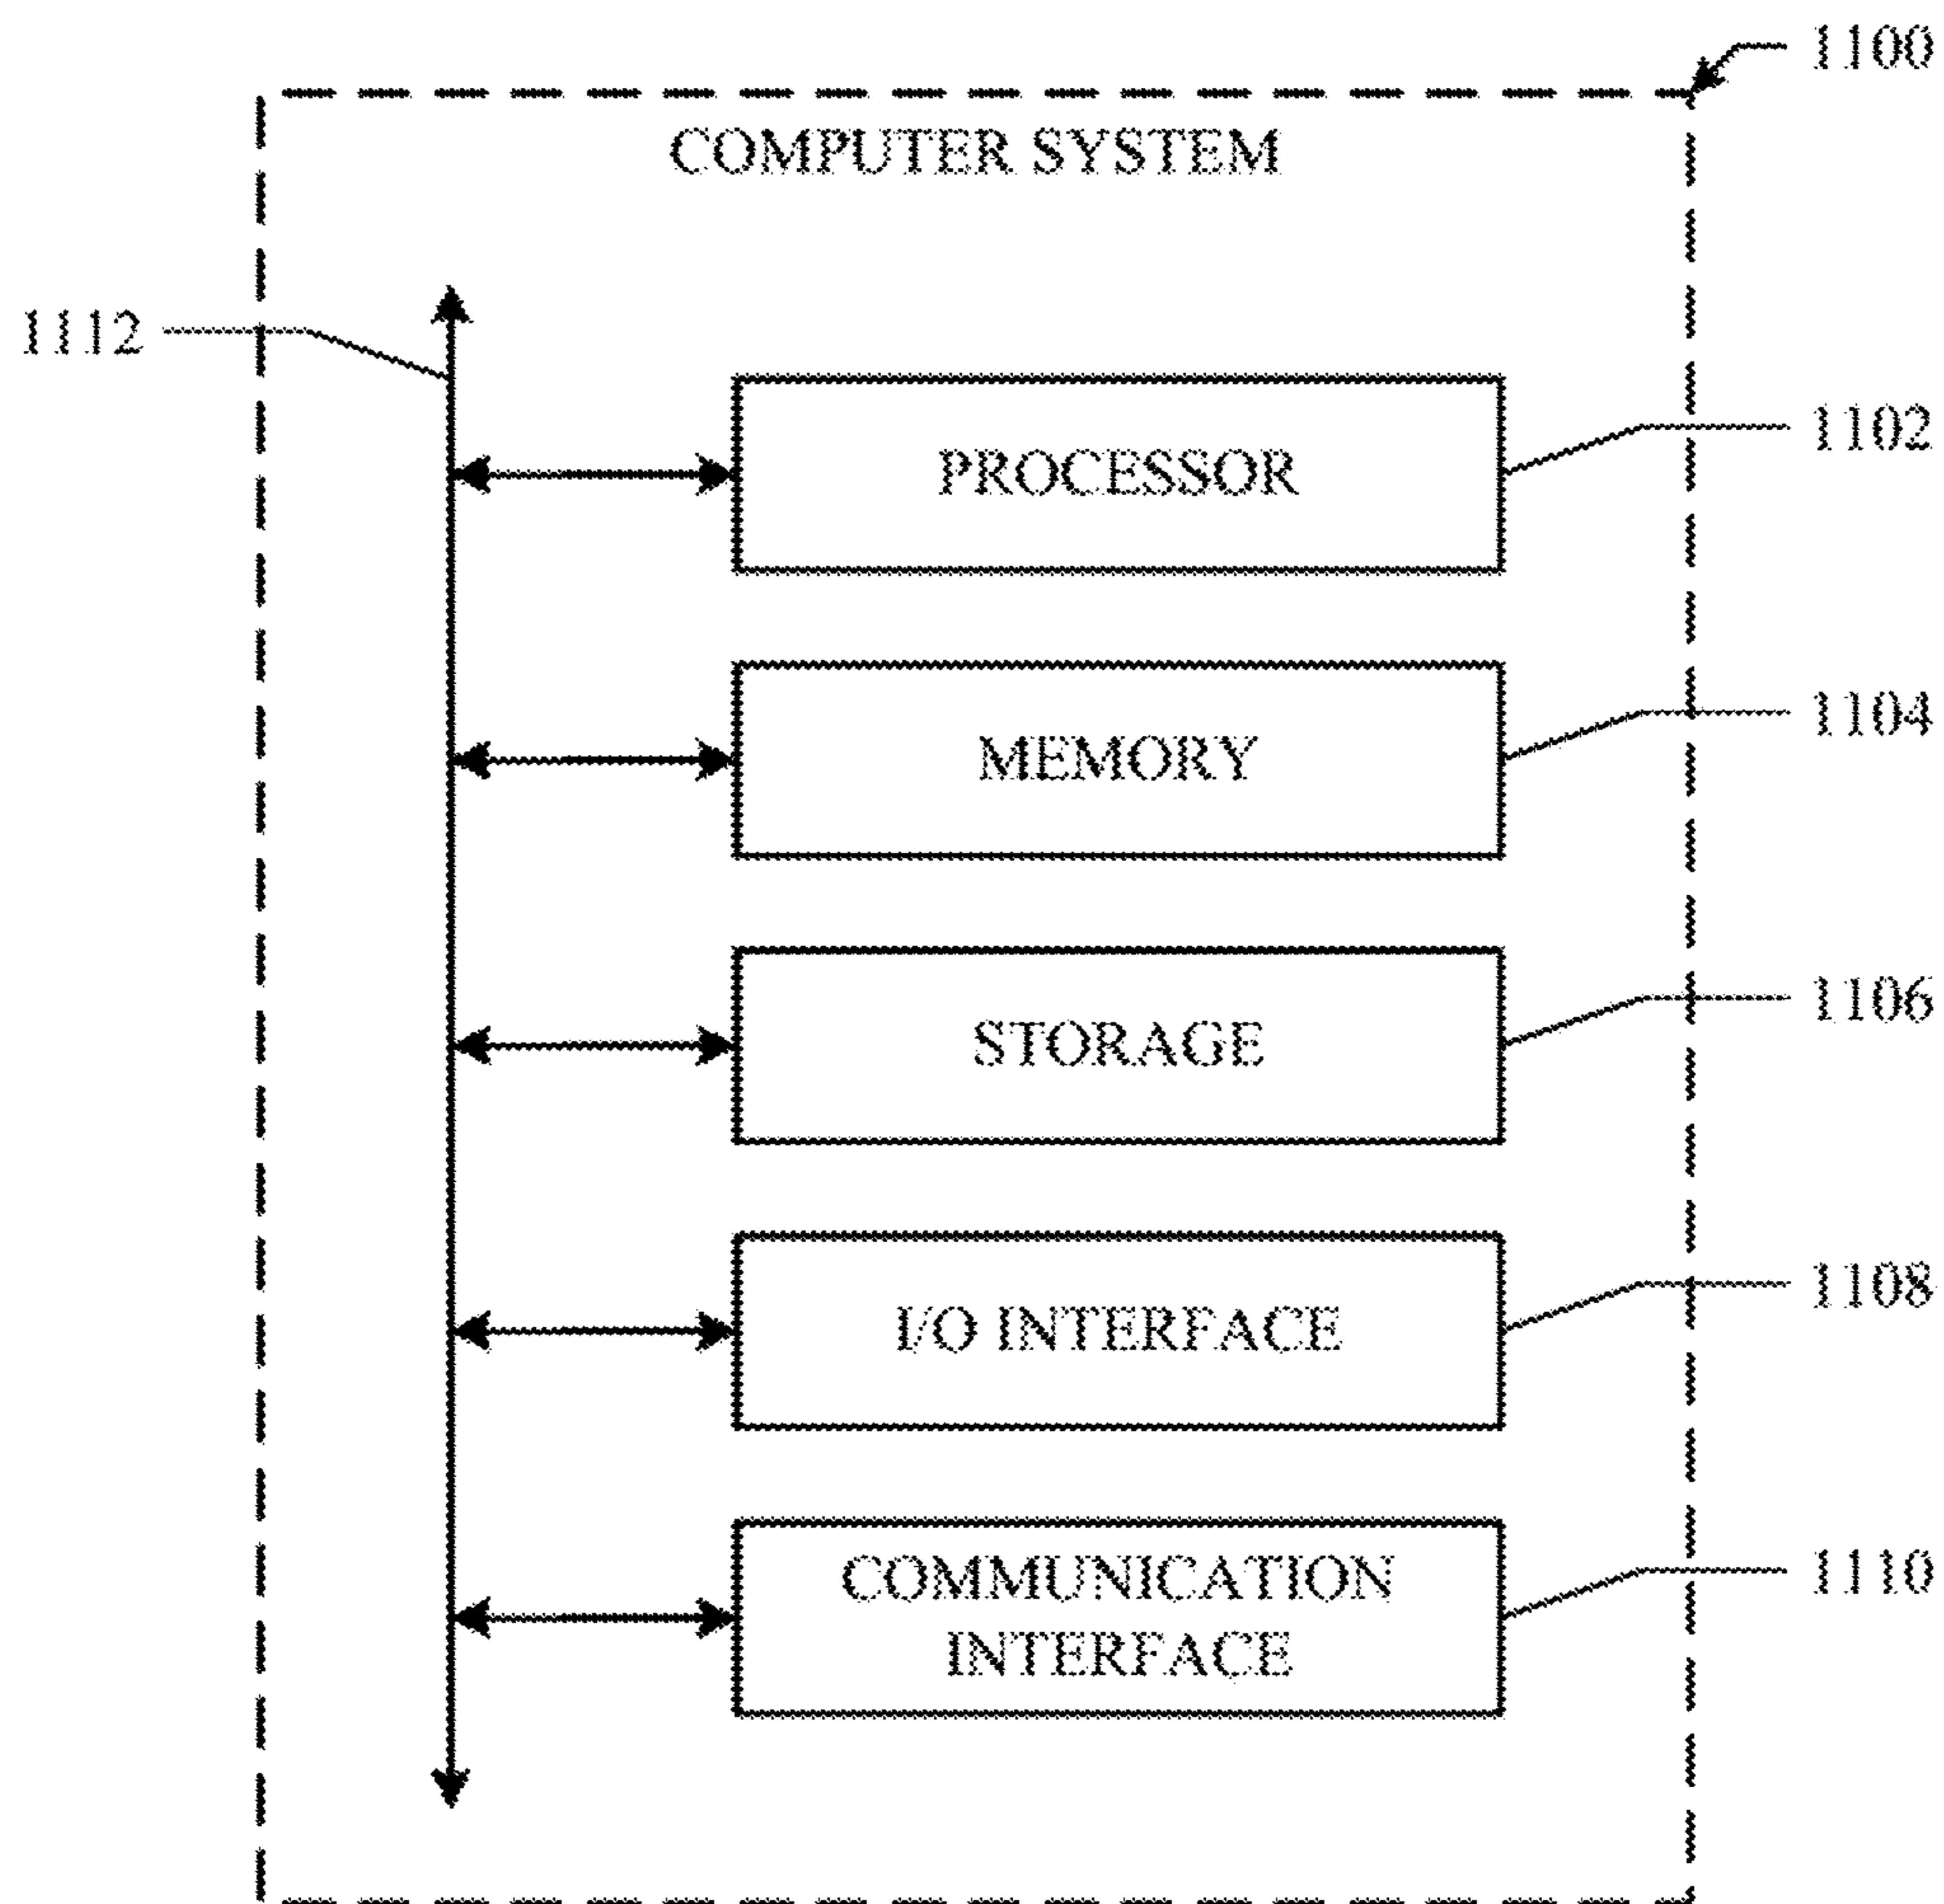 1100
COMPUTER SYSTEM
1112
PROCESSOR
1102
MEMORY
1104
STORAGE
1106
I/O INTERFACE
1108
COMMUNICATION
INTERFACE
1110